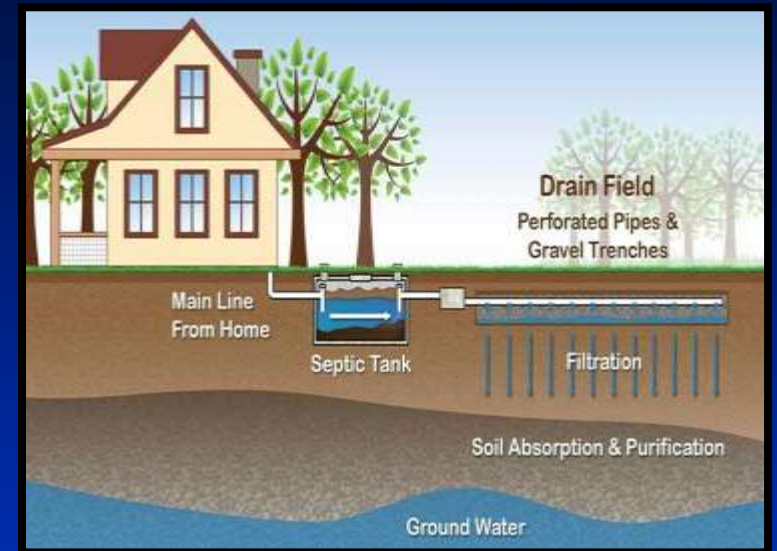 Drain Field
Perforated Pipes &
Gravel Trenches
Main Line
From Home
Septic Tank
Filtration
Soil Absorption & Purification
Ground Water